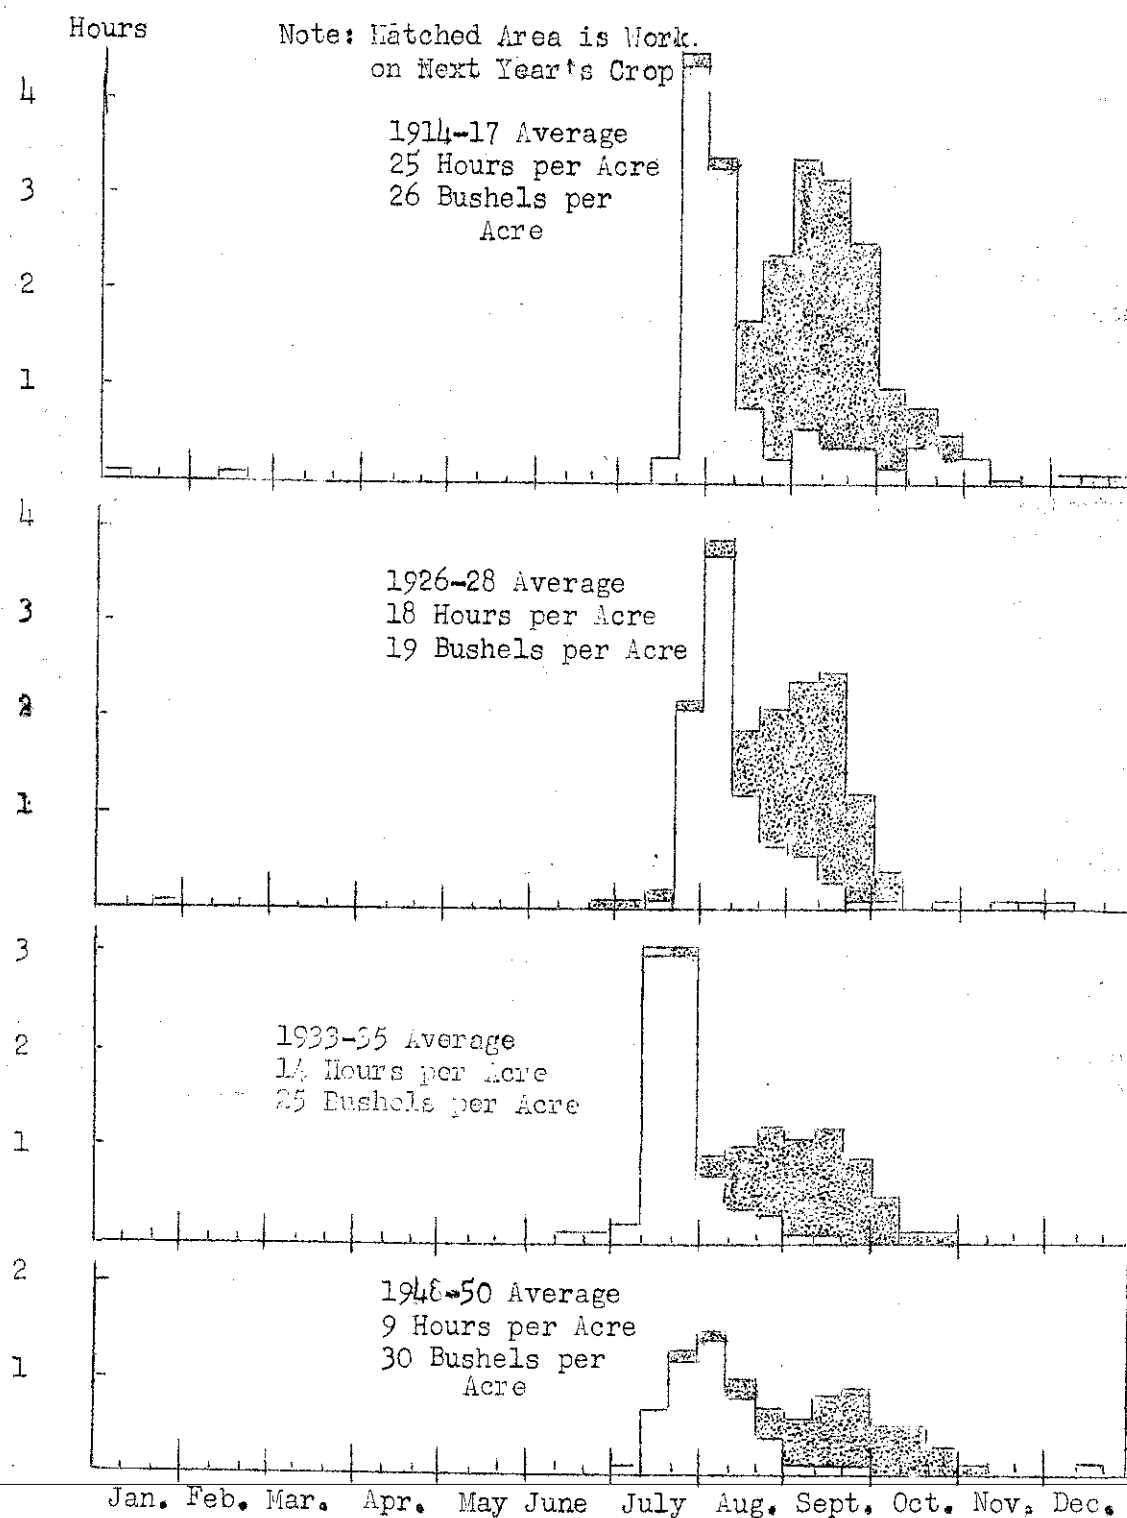 Hours
Note: Hatched Area is Work.
on Next Year's Crop
4
3
2
1
1914-17 Average
25 Hours per Acre
26 Bushels per
Acre
4
3
2
1
1926-28 Average
18 Hours per Acre
19 Bushels per Acre
3
2
1
1933-35 Average
14 Hours per Acre
25 Bushels per Acre
2
1
1948-50 Average
9 Hours per Acre
30 Bushels per
Acre
Jan. Feb. Mar. Apr. May June July Aug. Sept. Oct. Nov. Dec.